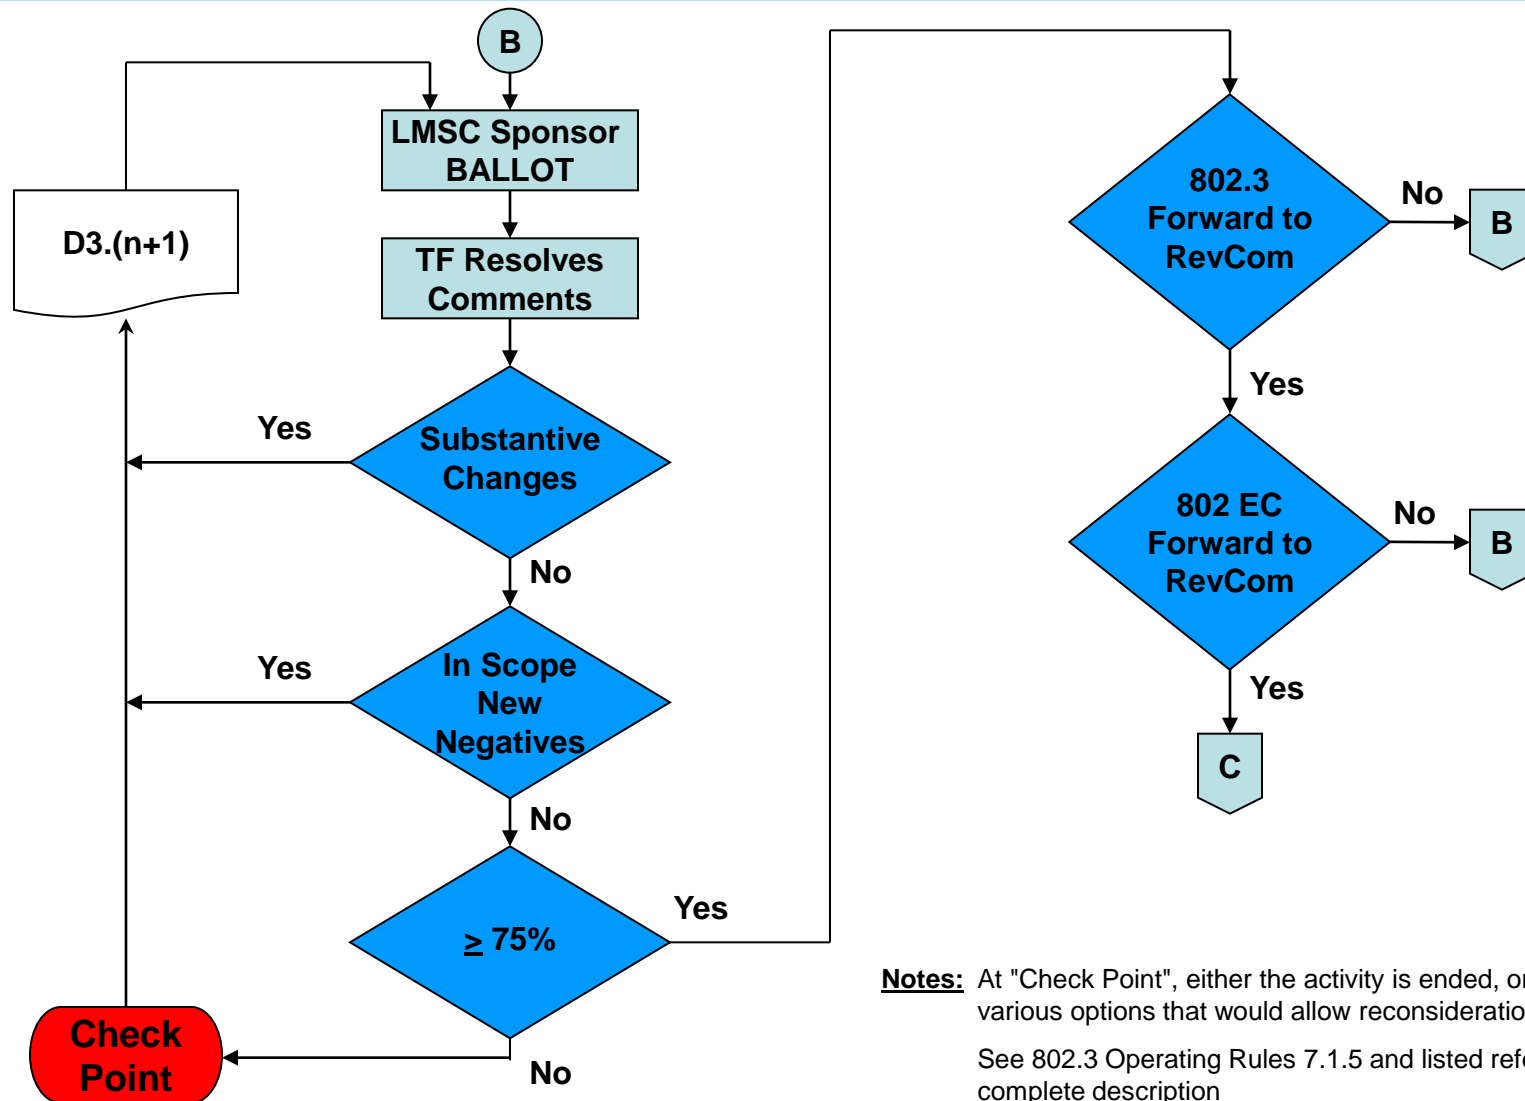 B
LMSC Sponsor
BALLOT
D3.(n+1)
TF Resolves
Comments
Yes
Substantive
Changes
No
Yes
In Scope
New
Negatives
No
≥ 75%
Yes
No
Check
Point
802.3
Forward to
RevCom
No
B
Yes
802 EC
Forward to
RevCom
No
B
Yes
C
Notes: At "Check Point", either the activity is ended, or
various options that would allow
See 802.3 Operating Rules 7.1.5 and listed
complete description